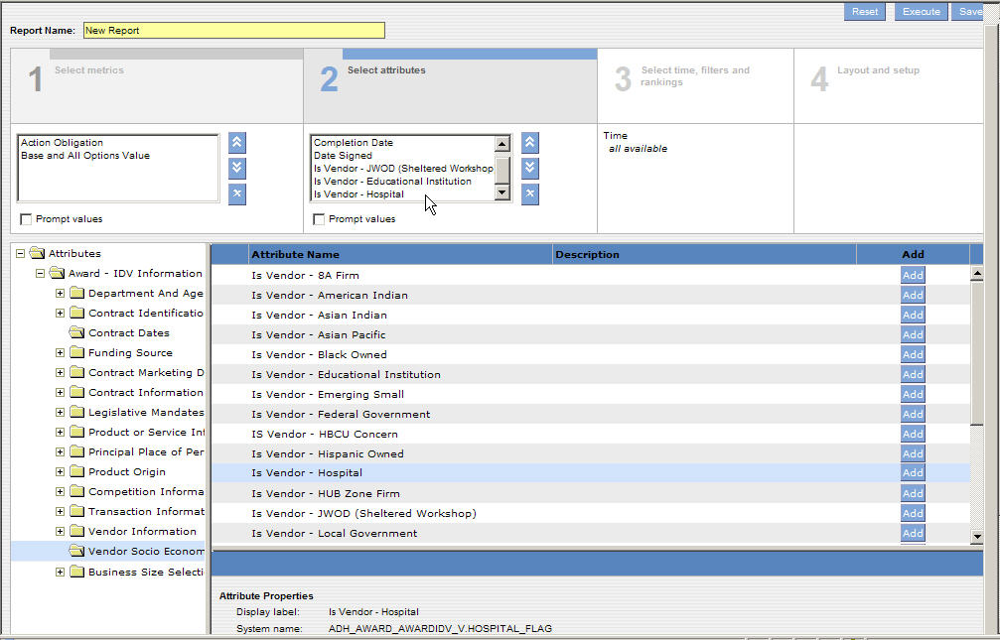 Reset Execute Save
Report Name: New Report
1 Select metrics
2 Select attributes
3 Select time, filters and rankings
4 Layout and setup
Action Obligation
Base and All Options Value
Prompt values
Completion Date
Date Signed
Is Vendor - JWOD (Sheltered Workshop
Is Vendor - Educational Institution
Is Vendor - Hospital
Prompt values
Time
all available
Attributes
Award - IDV Information
Department And Age
Contract Identificatio
Contract Dates
Funding Source
Contract Marketing D
Contract Information
Legislative Mandates
Product or Service Inf
Principal Place of Per
Product Origin
Competition Informa
Transaction Informat
Vendor Information
Vendor Socio Econom
Business Size Selecti
Attribute Name Description Add
Is Vendor - 8A Firm Add
Is Vendor - American Indian Add
Is Vendor - Asian Indian Add
Is Vendor - Asian Pacific Add
Is Vendor - Black Owned Add
Is Vendor - Educational Institution Add
Is Vendor - Emerging Small Add
Is Vendor - Federal Government Add
IS Vendor - HBCU Concern Add
Is Vendor - Hispanic Owned Add
Is Vendor - Hospital Add
Is Vendor - HUB Zone Firm Add
Is Vendor - JWOD (Sheltered Workshop) Add
Is Vendor - Local Government Add
Attribute Properties
Display label: Is Vendor - Hospital
System name: ADH_AWARD_AWARDIDV_V.HOSPITAL_FLAG